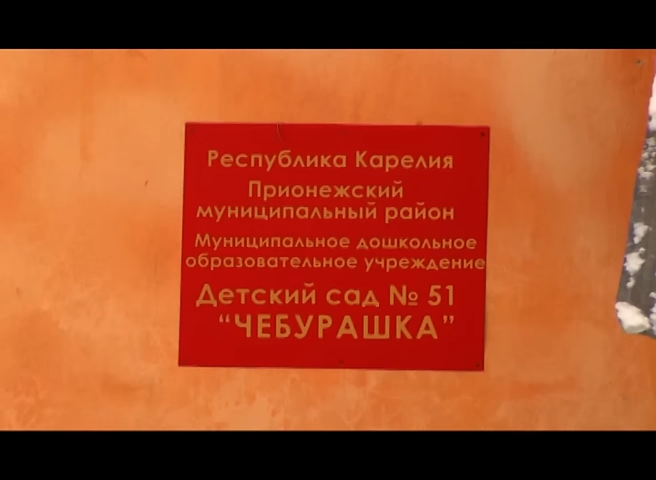 Республика Карелия
Прионежский
муниципальный район
Муниципальное дошкольное
образовательное учреждение
Детский сад № 51
“ЧЕБУРАШКА”